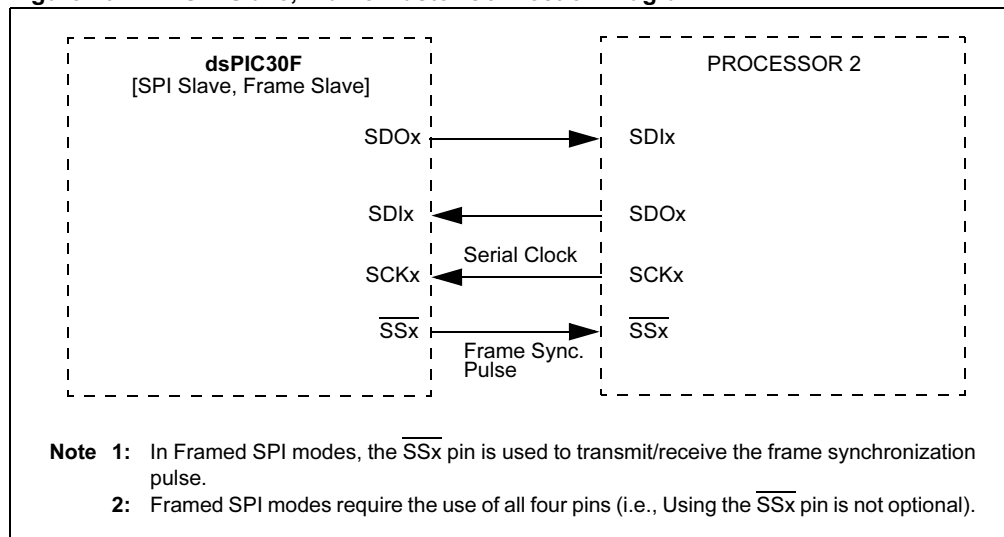 dsPIC30F
[SPI Slave, Frame Slave]
PROCESSOR 2
SDOx
SDIx
SDIx
SDOx
Serial Clock
SCKx
SCKx
SSx
SSx
Frame Sync.
Pulse
Note 1: In Framed SPI modes, the SSx pin is used to transmit/receive the frame synchronization
pulse.
2: Framed SPI modes require the use of all four pins (i.e., Using the SSx pin is not optional).